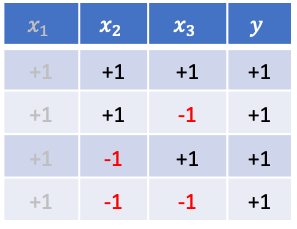 x₁ x₂ x₃ y
+1 +1 +1 +1
+1 +1 -1 +1
+1 -1 +1 +1
+1 -1 -1 +1